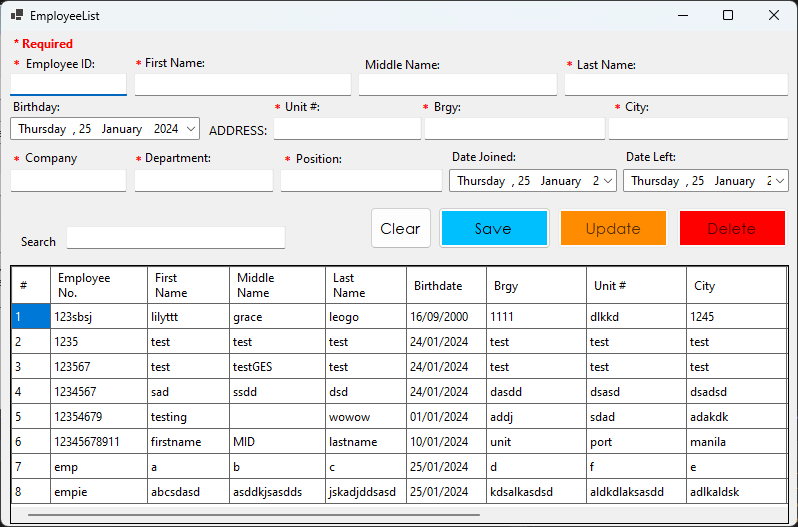 EmployeeList
* Required
* Employee ID: * First Name: Middle Name: * Last Name:
Birthday: * Unit #: * Brgy: * City:
Thursday , 25 January 2024 ADDRESS:
* Company * Department: * Position: Date Joined: Date Left:
Thursday , 25 January 2 Thursday , 25 January
Search Clear Save Update Delete
# Employee No. First Name Middle Name Last Name Birthdate Brgy Unit # City
1 123sbsj lilyttt grace leogo 16/09/2000 1111 dlkkd 1245
2 1235 test test test 24/01/2024 test test test
3 123567 test testGES test 24/01/2024 test test test
4 1234567 sad ssdd dsd 24/01/2024 dasdd dsasd dsadsd
5 12354679 testing wowow 01/01/2024 addj sdad adakdk
6 12345678911 firstname MID lastname 10/01/2024 unit port manila
7 emp a b c 25/01/2024 d f e
8 empie abcsdasd asddkjsasdds jskadjddsasd 25/01/2024 kdsalkasdsd aldkdlaksasdd adlkaldsk